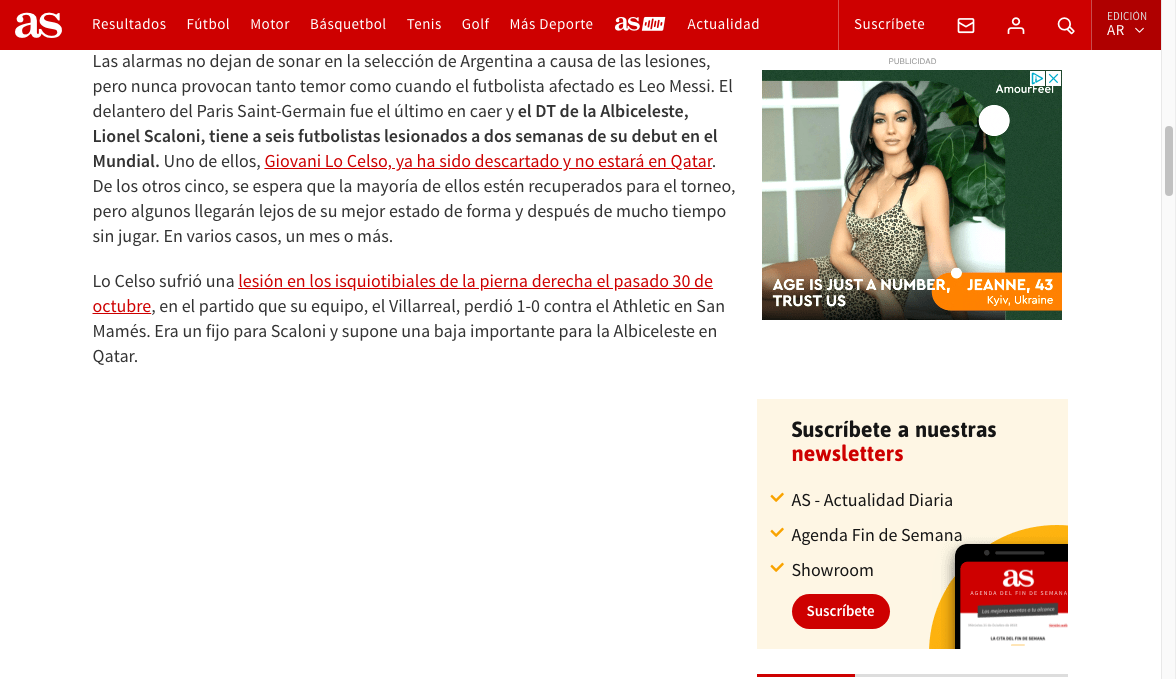 as
Resultados Fútbol Motor Básquetbol Tenis Golf Más Deporte as Actualidad Suscríbete EDICIÓN
AR
Las alarmas no dejan de sonar en la selección de Argentina a causa de las lesiones,
pero nunca provocan tanto temor como cuando el futbolista afectado es Leo Messi. El
delantero del Paris Saint-Germain fue el último en caer y el DT de la Albiceleste,
Lionel Scaloni, tiene a seis futbolistas lesionados a dos semanas de su debut en el
Mundial. Uno de ellos, Giovani Lo Celso, ya ha sido descartado y no estará en Qatar.
De los otros cinco, se espera que la mayoría de ellos estén recuperados para el torneo,
pero algunos llegarán lejos de su mejor estado de forma y después de mucho tiempo
sin jugar. En varios casos, un mes o más.
Lo Celso sufrió una lesión en los isquiotibiales de la pierna derecha el pasado 30 de
octubre, en el partido que su equipo, el Villarreal, perdió 1-0 contra el Athletic en San
Mamés. Era un fijo para Scaloni y supone una baja importante para la Albiceleste en
Qatar.
PUBLICIDAD
AmourFeel
AGE IS JUST A NUMBER,
TRUST US
JEANNE, 43
Kyiv, Ukraine
Suscríbete a nuestras
newsletters
AS - Actualidad Diaria
Agenda Fin de Semana
Showroom
Suscríbete
as
AGENDA DEL FIN DE SEMANA
Los mejores eventos a tu alcance
LA CITA DEL FIN DE SEMANA